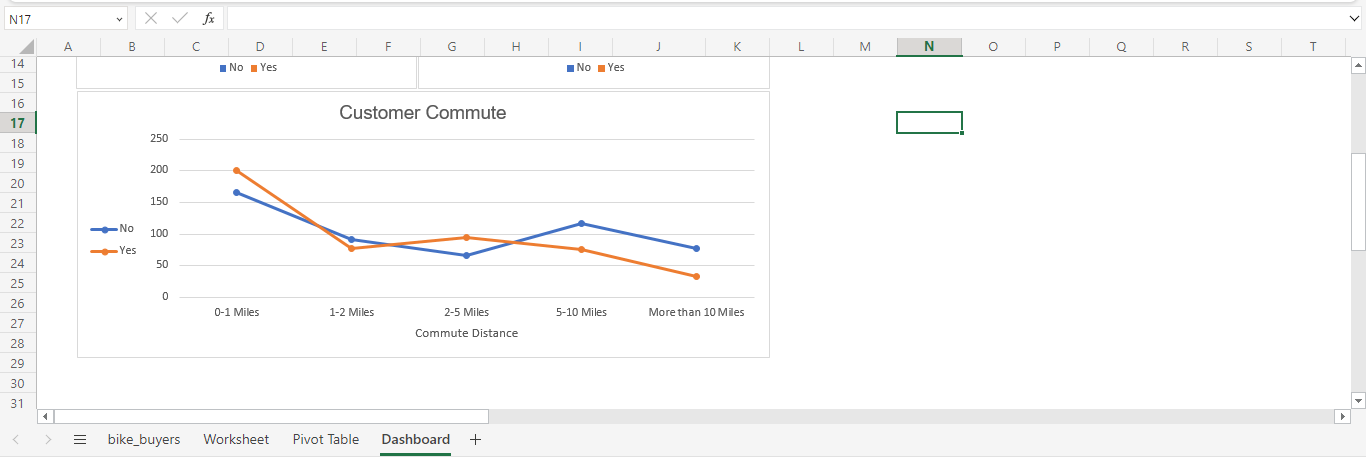 N17 fx
A B C D E F G H I J K L M N O P Q R S T
14
No Yes No Yes
15
16
Customer Commute
17
18
19
20
21
22
23
24
25
26
27
28
29
30
31
250
200
150
100
50
0
No
Yes
0-1 Miles 1-2 Miles 2-5 Miles 5-10 Miles More than 10 Miles
Commute Distance
bike_buyers Worksheet Pivot Table Dashboard +